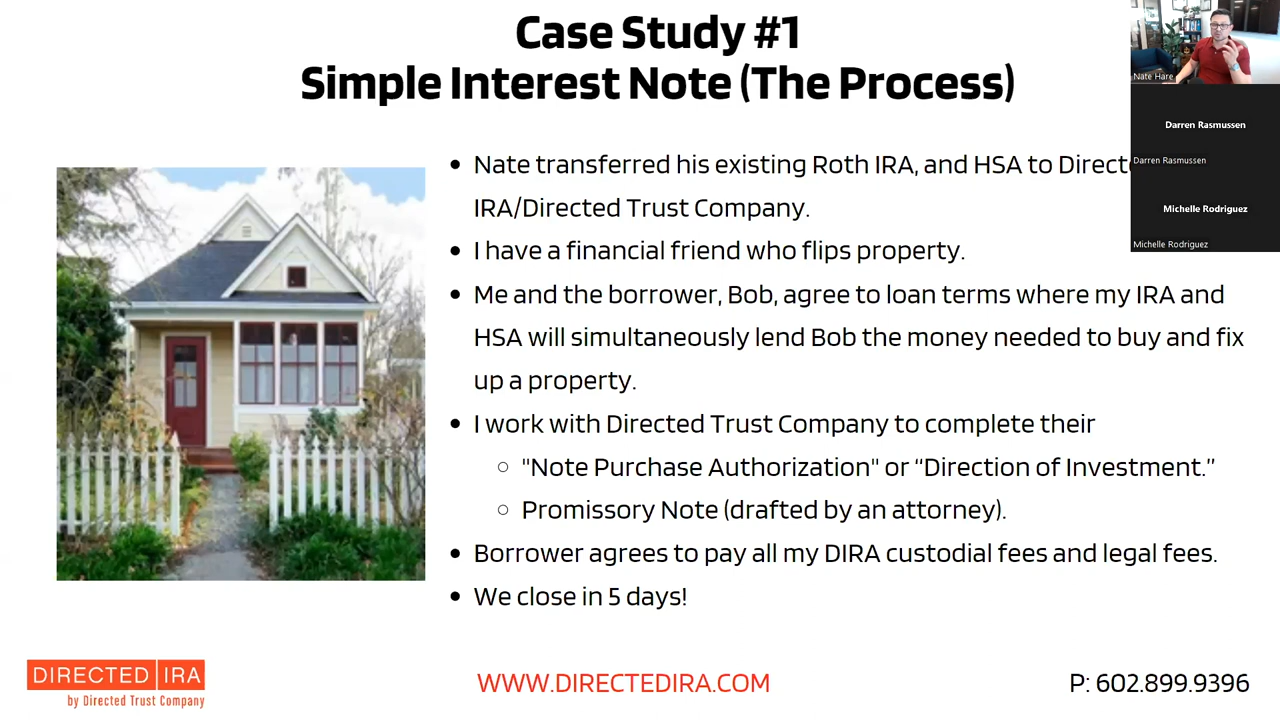 Case Study #1
Simple Interest Note (The Process)
Nate Hare
Darren Rasmussen
Darren Rasmussen
Michelle Rodriguez
Michelle Rodriguez
• Nate transferred his existing Roth IRA, and HSA to
IRA/Directed Trust Company.
• I have a financial friend who flips property.
• Me and the borrower, Bob, agree to loan terms where my IRA and
HSA will simultaneously lend Bob the money needed to buy and fix
up a property.
• I work with Directed Trust Company to complete their
○ "Note Purchase Authorization" or “Direction of Investment.”
○ Promissory Note (drafted by an attorney).
• Borrower agrees to pay all my DIRA custodial fees and legal fees.
• We close in 5 days!
DIRECTED IRA
by Directed Trust Company
WWW.DIRECTEDIRA.COM
P: 602.899.9396